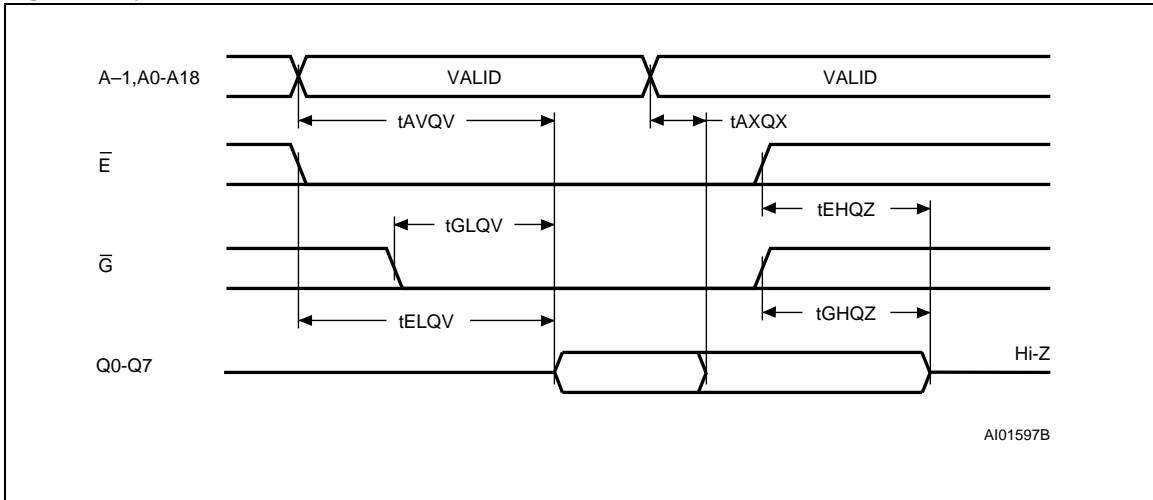 A–1,A0-A18 VALID VALID
tAVQV tAXQX
E̅
tEHQZ
tGLQV
G̅
tGHQZ
tELQV
Q0-Q7 Hi-Z
AI01597B